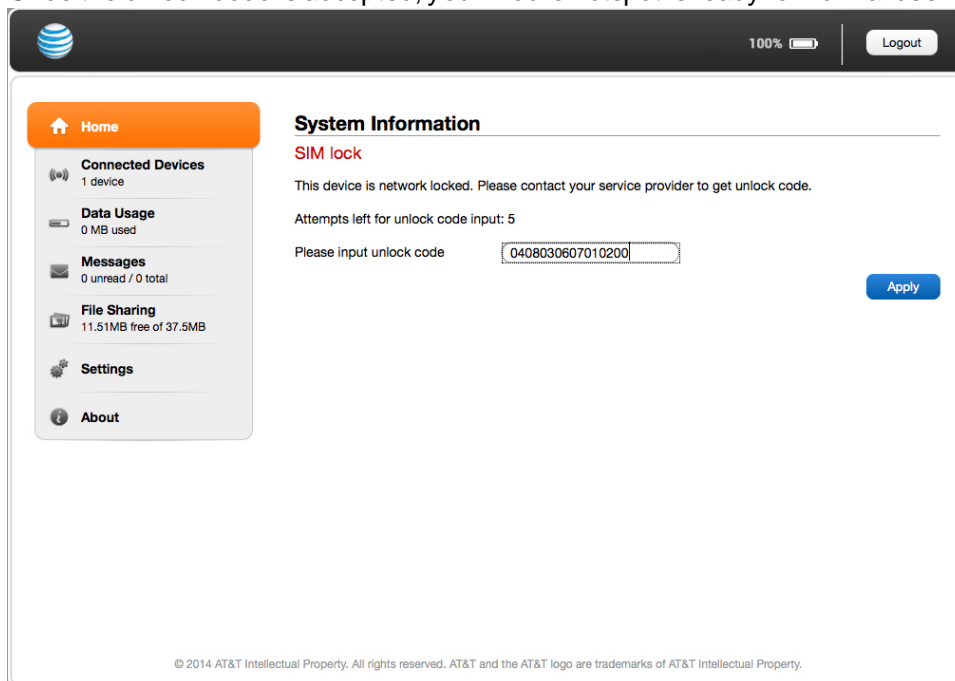 100%
Logout
Home
System Information
SIM lock
Connected Devices
1 device
This device is network locked. Please contact your service provider to get unlock code.
Data Usage
0 MB used
Attempts left for unlock code input: 5
Messages
0 unread / 0 total
Please input unlock code 0408030607010200
Apply
File Sharing
11.51MB free of 37.5MB
Settings
About
© 2014 AT&T Intellectual Property. All rights reserved. AT&T and the AT&T logo are trademarks of AT&T Intellectual Property.